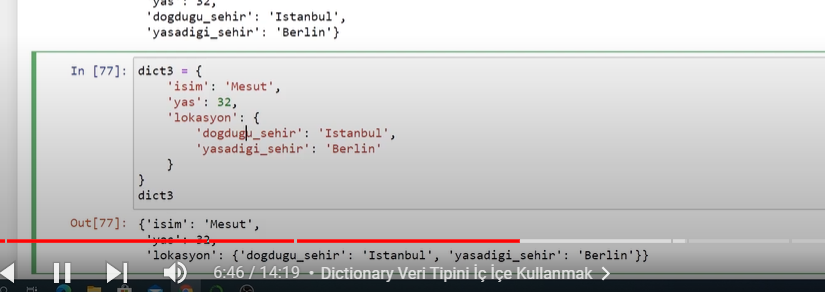 'yas': 32,
'dogdugu_sehir': 'Istanbul',
'yasadigi_sehir': 'Berlin'}
In [77]: dict3 = {
'isim': 'Mesut',
'yas': 32,
'lokasyon': {
'dogdugu_sehir': 'Istanbul',
'yasadigi_sehir': 'Berlin'
}
}
dict3
Out[77]: {'isim': 'Mesut',
'yas': 32,
'lokasyon': {'dogdugu_sehir': 'Istanbul', 'yasadigi_sehir': 'Berlin'}}
6:46 / 14:19 • Dictionary Veri Tipini İç İçe Kullanmak